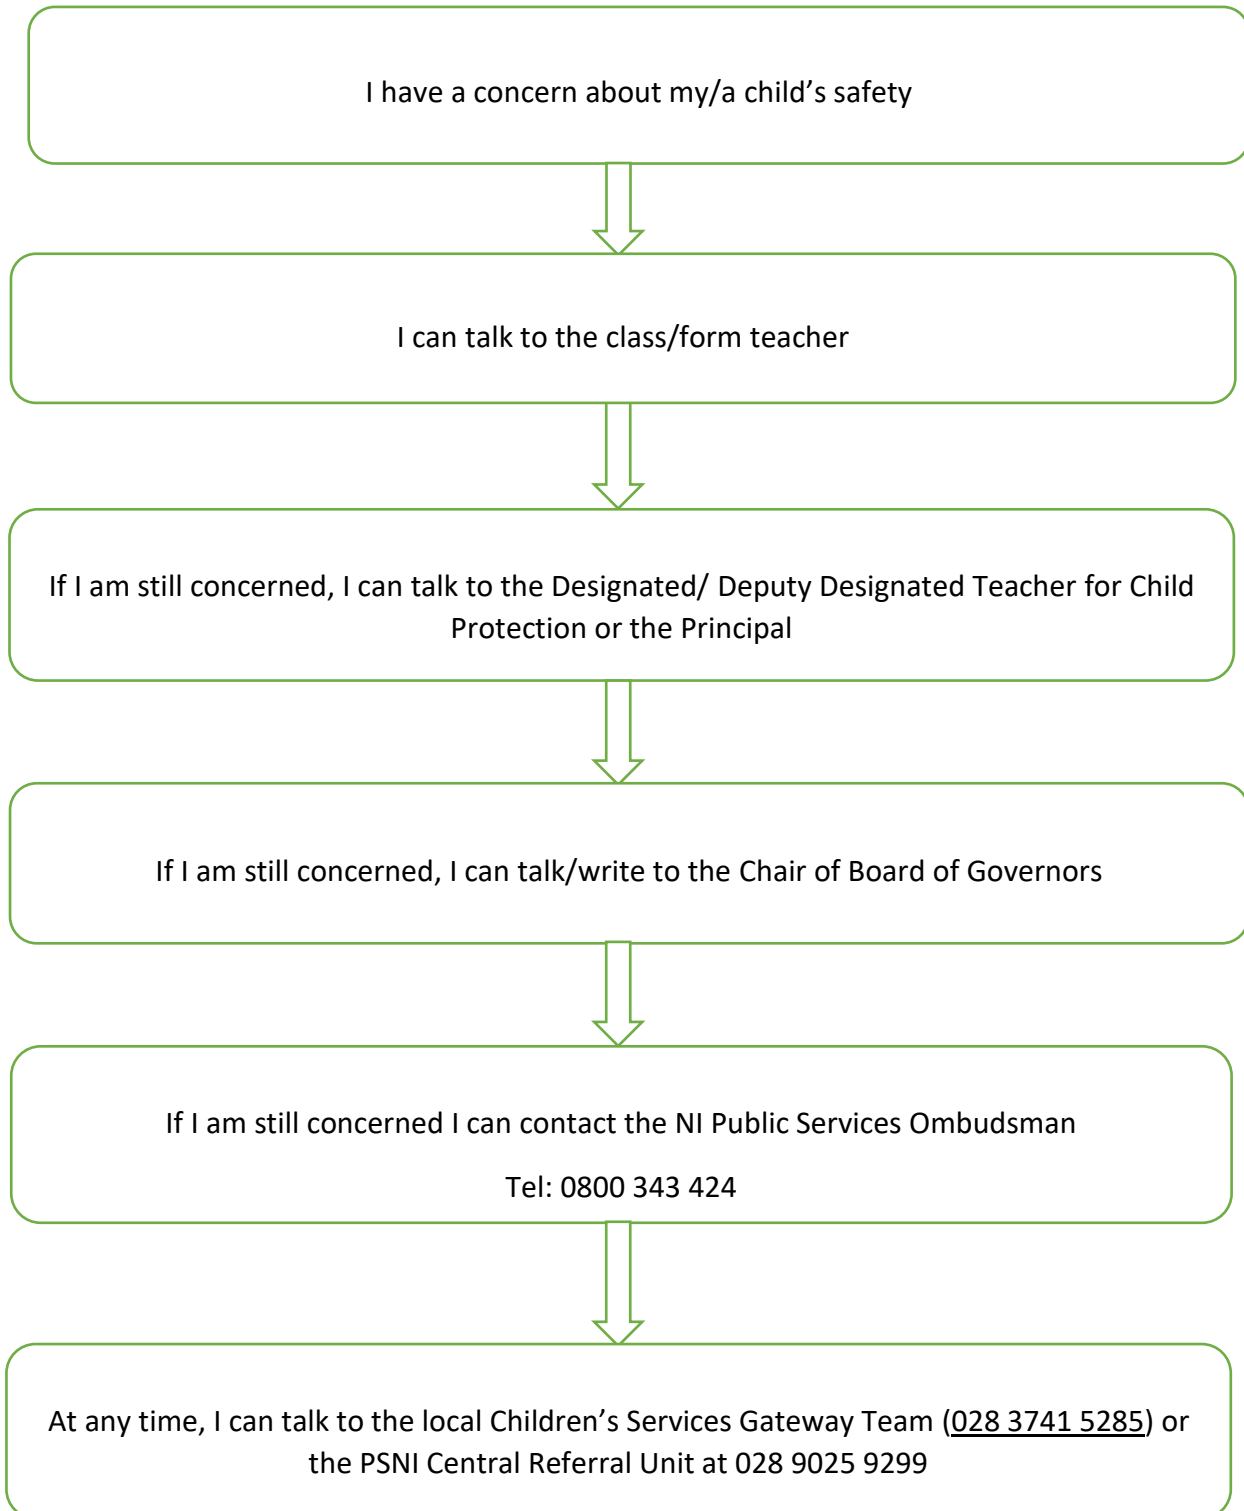 I have a concern about my/a child’s safety
I can talk to the class/form teacher
If I am still concerned, I can talk to the Designated/ Deputy Designated Teacher for Child
Protection or the Principal
If I am still concerned, I can talk/write to the Chair of Board of Governors
If I am still concerned I can contact the NI Public Services Ombudsman
Tel: 0800 343 424
At any time, I can talk to the local Children’s Services Gateway Team (028 3741 5285) or
the PSNI Central Referral Unit at 028 9025 9299